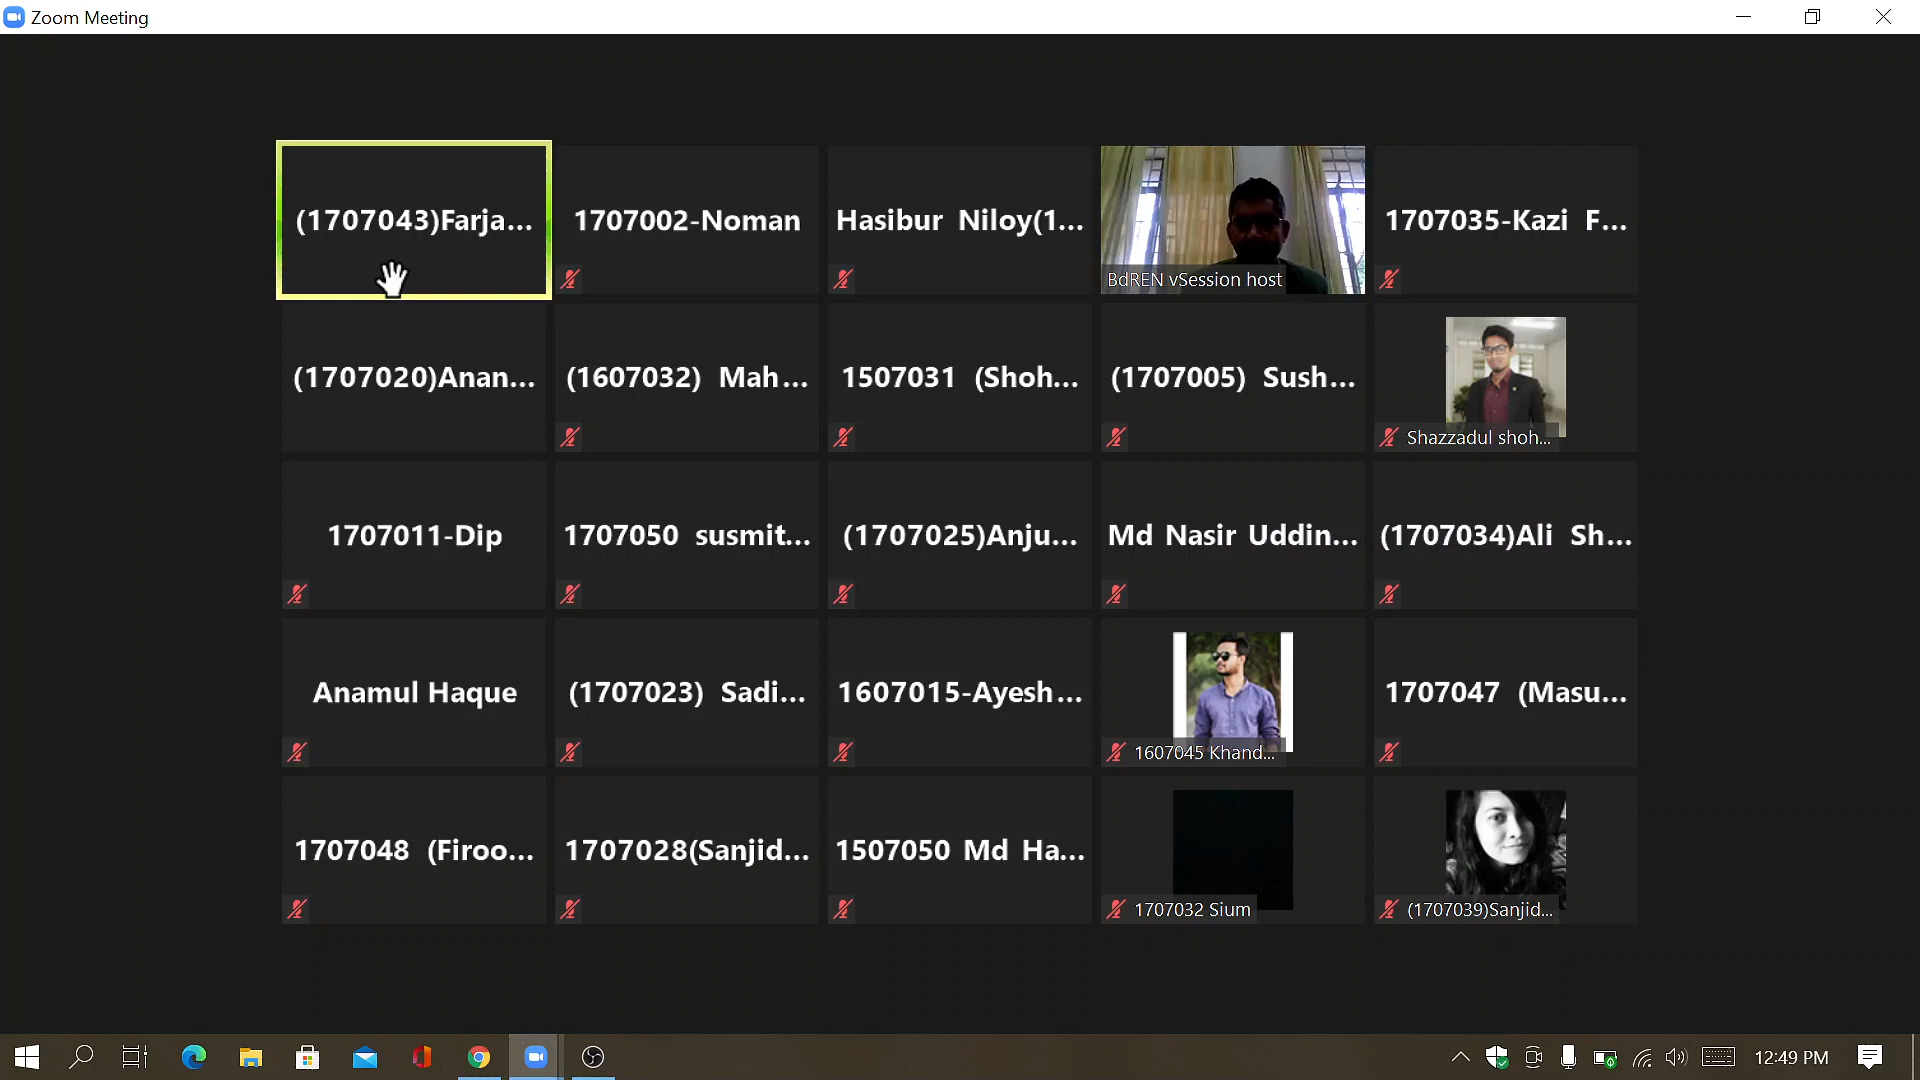 Zoom Meeting
(1707043)Farja...
1707002-Noman
Hasibur Niloy(1...
BdREN vSession host
1707035-Kazi F...
(1707020)Anan...
(1607032) Mah...
1507031 (Shoh...
(1707005) Sush...
Shazzadul shoh...
1707011-Dip
1707050 susmit...
(1707025)Anju...
Md Nasir Uddin...
(1707034)Ali Sh...
Anamul Haque
(1707023) Sadi...
1607015-Ayesh...
1607045 Khand...
1707047 (Masu...
1707048 (Firoo...
1707028(Sanjid...
1507050 Md Ha...
1707032 Sium
(1707039)Sanjid...
12:49 PM